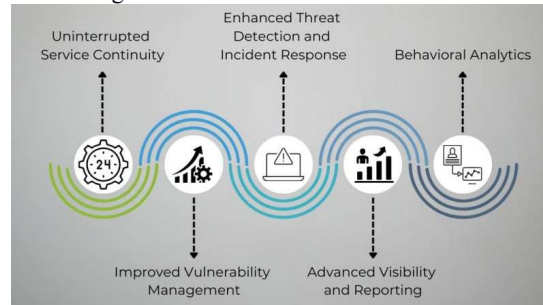 Uninterrupted
Service Continuity
Enhanced Threat
Detection and
Incident Response
Behavioral Analytics
24
Improved Vulnerability
Management
Advanced Visibility
and Reporting